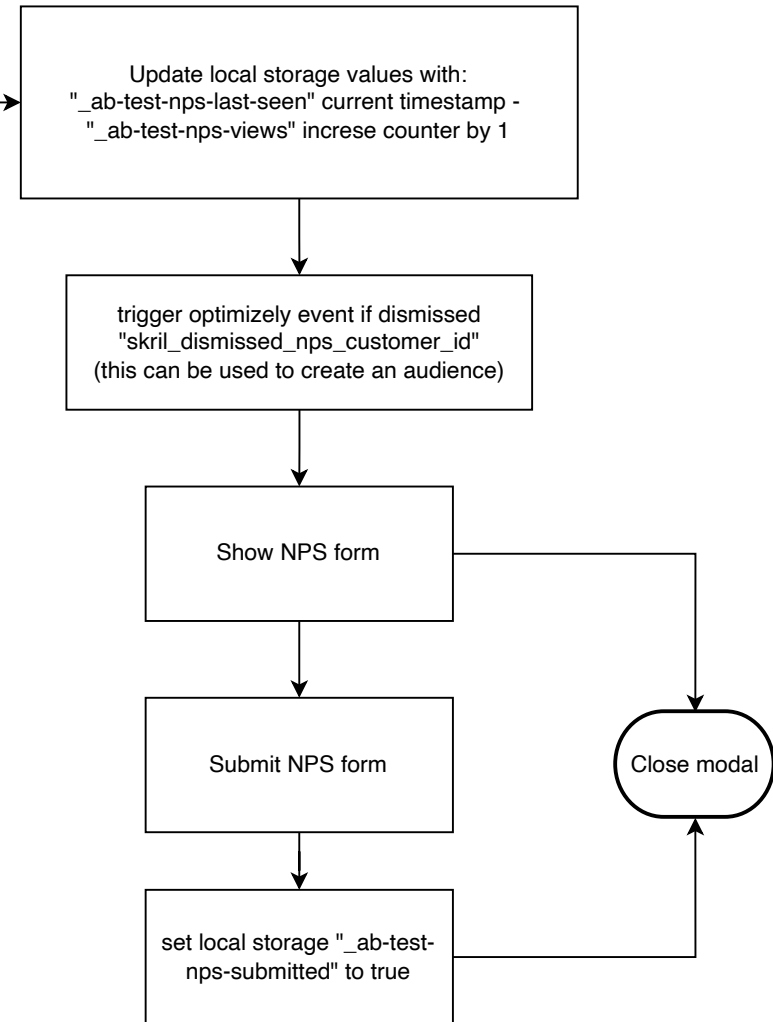 Update local storage values with:
"_ab-test-nps-last-seen" current timestamp -
"_ab-test-nps-views" increse counter by 1
trigger optimizely event if dismissed
"skril_dismissed_nps_customer_id"
(this can be used to create an audience)
Show NPS form
Submit NPS form
Close modal
set local storage "_ab-test-
nps-submitted" to true